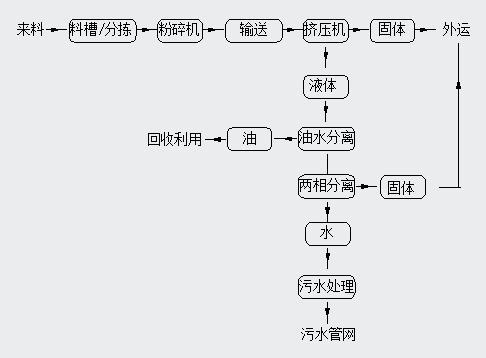 来料 料槽/分拣 粉碎机 输送 挤压机 固体 外运
液体
回收利用 油 油水分离
两相分离 固体
水
污水处理
污水管网